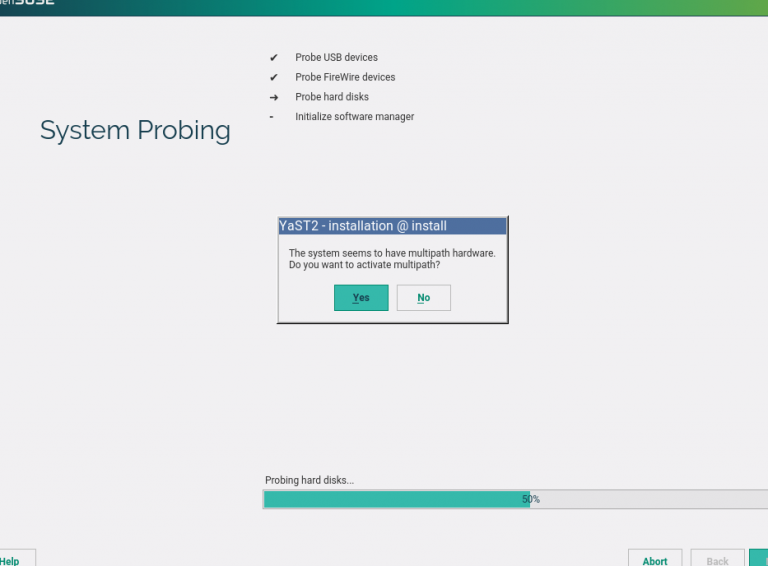 SUSE
✔ Probe USB devices
✔ Probe FireWire devices
➔ Probe hard disks
- Initialize software manager
System Probing
YaST2 - installation @ install
The system seems to have multipath hardware.
Do you want to activate multipath?
Yes No
Probing hard disks...
50%
Help Abort Back